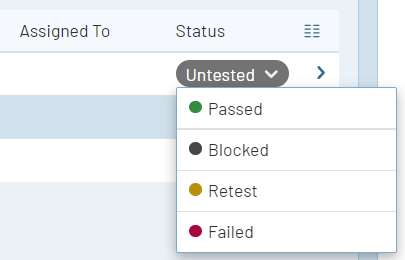 Assigned To Status
Untested
Passed
Blocked
Retest
Failed